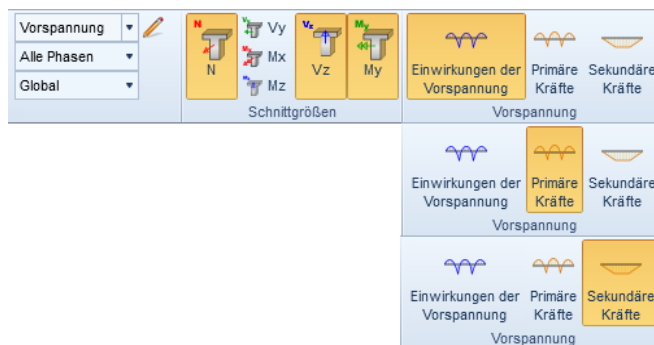 Vorspannung
Alle Phasen
Global
N
N
Vy
Vy
Mx
Mz
Vz
Vz
My
My
Schnittgrößen
Einwirkungen der Vorspannung
Primäre Kräfte
Sekundäre Kräfte
Vorspannung
Einwirkungen der Vorspannung
Primäre Kräfte
Sekundäre Kräfte
Vorspannung
Einwirkungen der Vorspannung
Primäre Kräfte
Sekundäre Kräfte
Vorspannung